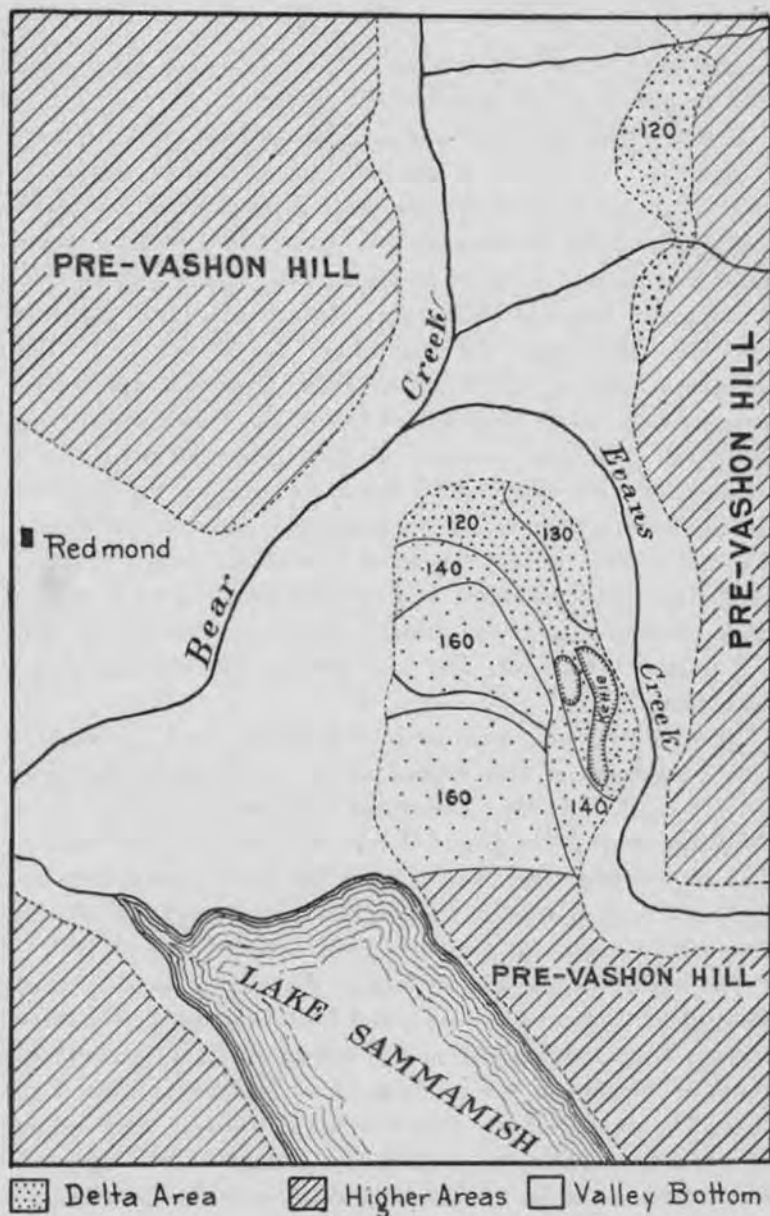 120
PRE-VASHON HILL
Creek
PRE-VASHON HILL
Evans
120
130
Redmond
140
Bear
160
Kettle
Creek
160
140
PRE-VASHON HILL
LAKE SAMMAMISH
Delta Area
Higher Areas
Valley Bottom